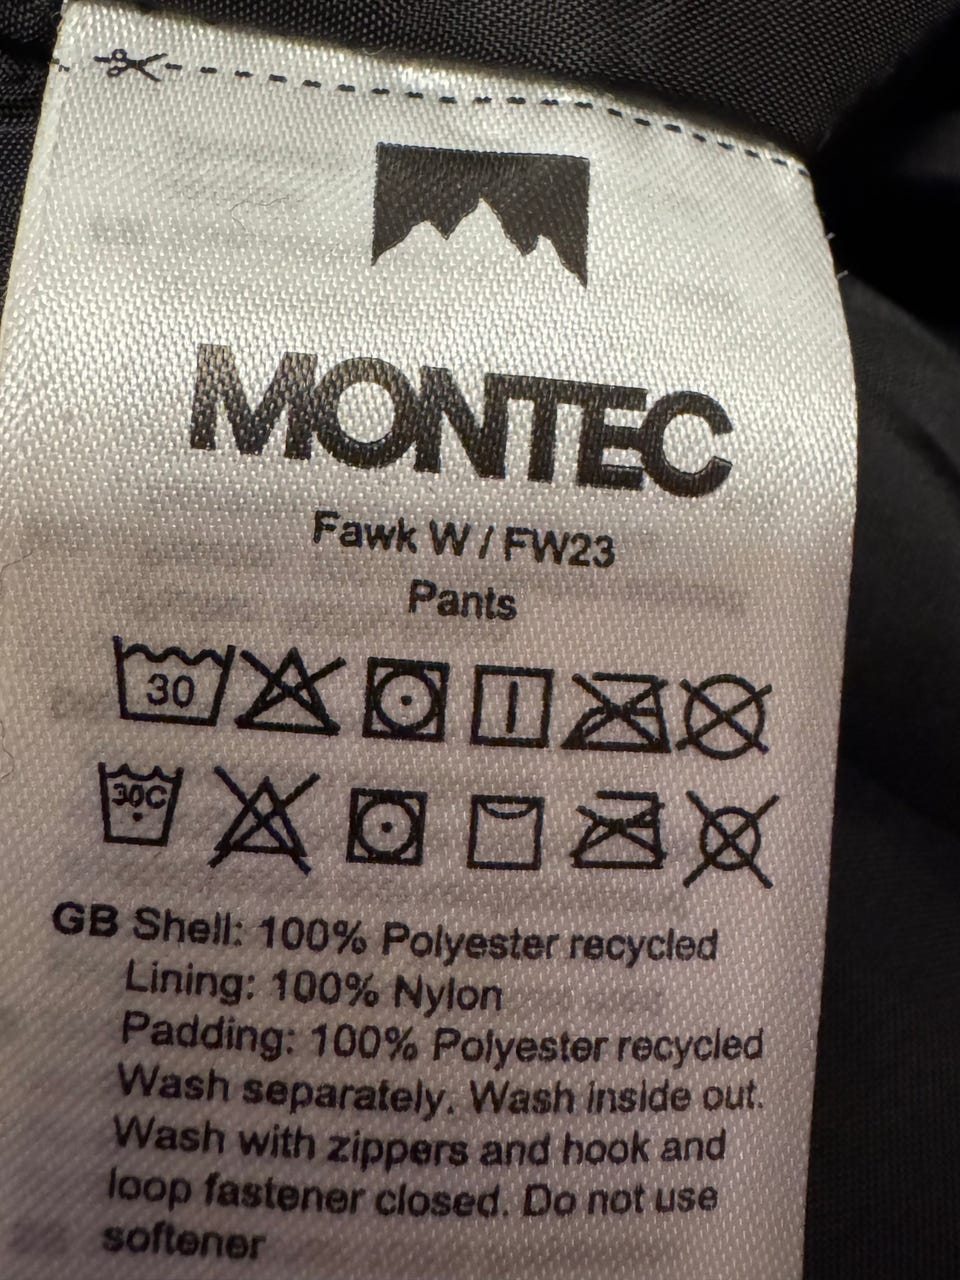 MONTEC
Fawk W / FW23
Pants
30
30C
GB Shell: 100% Polyester recycled
Lining: 100% Nylon
Padding: 100% Polyester recycled
Wash separately. Wash inside out.
Wash with zippers and hook and
loop fastener closed. Do not use
softener